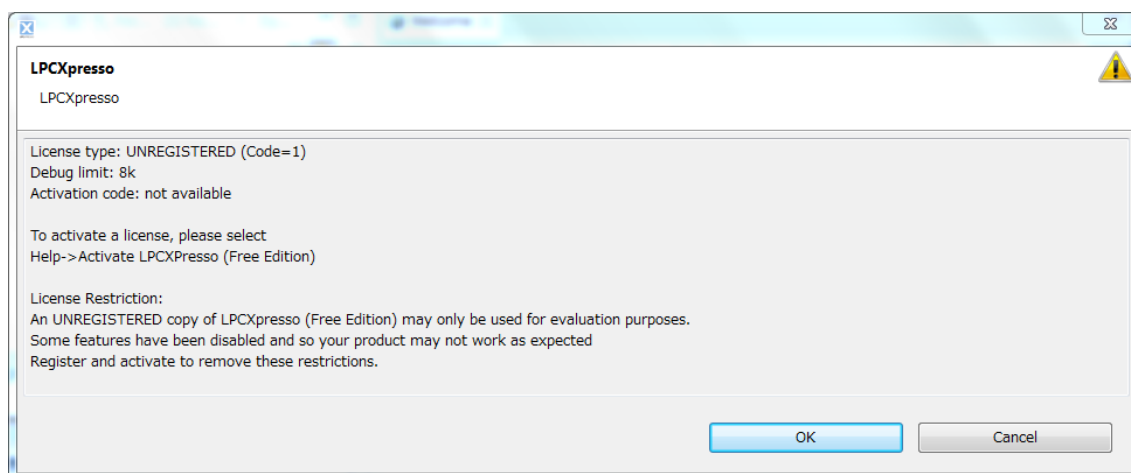 LPCXpresso
LPCXpresso
License type: UNREGISTERED (Code=1)
Debug limit: 8k
Activation code: not available
To activate a license, please select
Help->Activate LPCXPresso (Free Edition)
License Restriction:
An UNREGISTERED copy of LPCXpresso (Free Edition) may only be used for evaluation purposes.
Some features have been disabled and so your product may not work as expected
Register and activate to remove these restrictions.
OK
Cancel